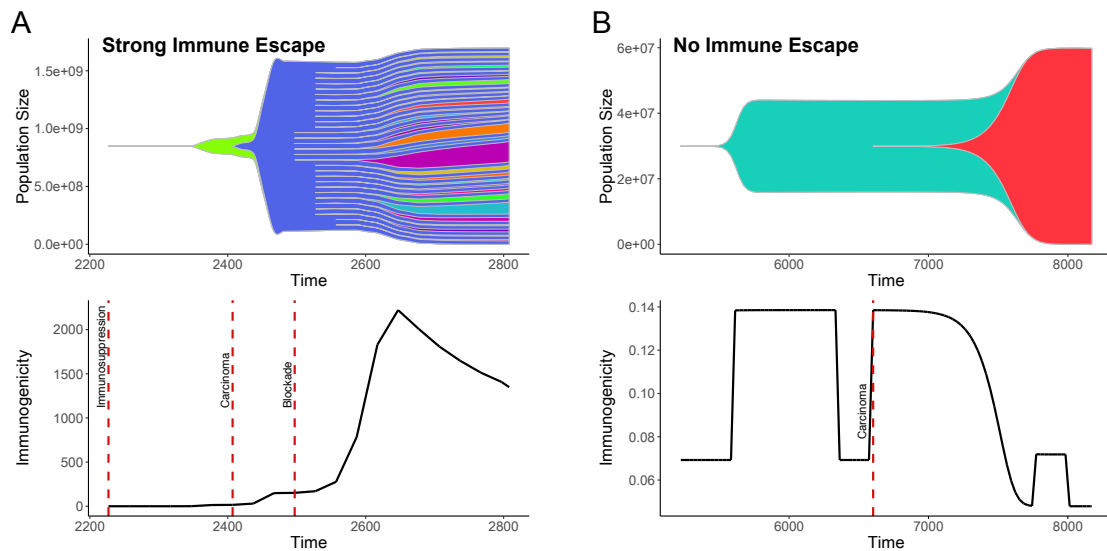 A
Strong Immune Escape
Population Size
1.5e+09
1.0e+09
5.0e+08
0.0e+00
2200 2400 2600 2800
Time
Immunogenicity
2000
1500
1000
500
0
Immunosuppression
Carcinoma
Blockade
2200 2400 2600 2800
Time
B
No Immune Escape
Population Size
6e+07
4e+07
2e+07
0e+00
6000 7000 8000
Time
Immunogenicity
0.14
0.12
0.10
0.08
0.06
Carcinoma
6000 7000 8000
Time